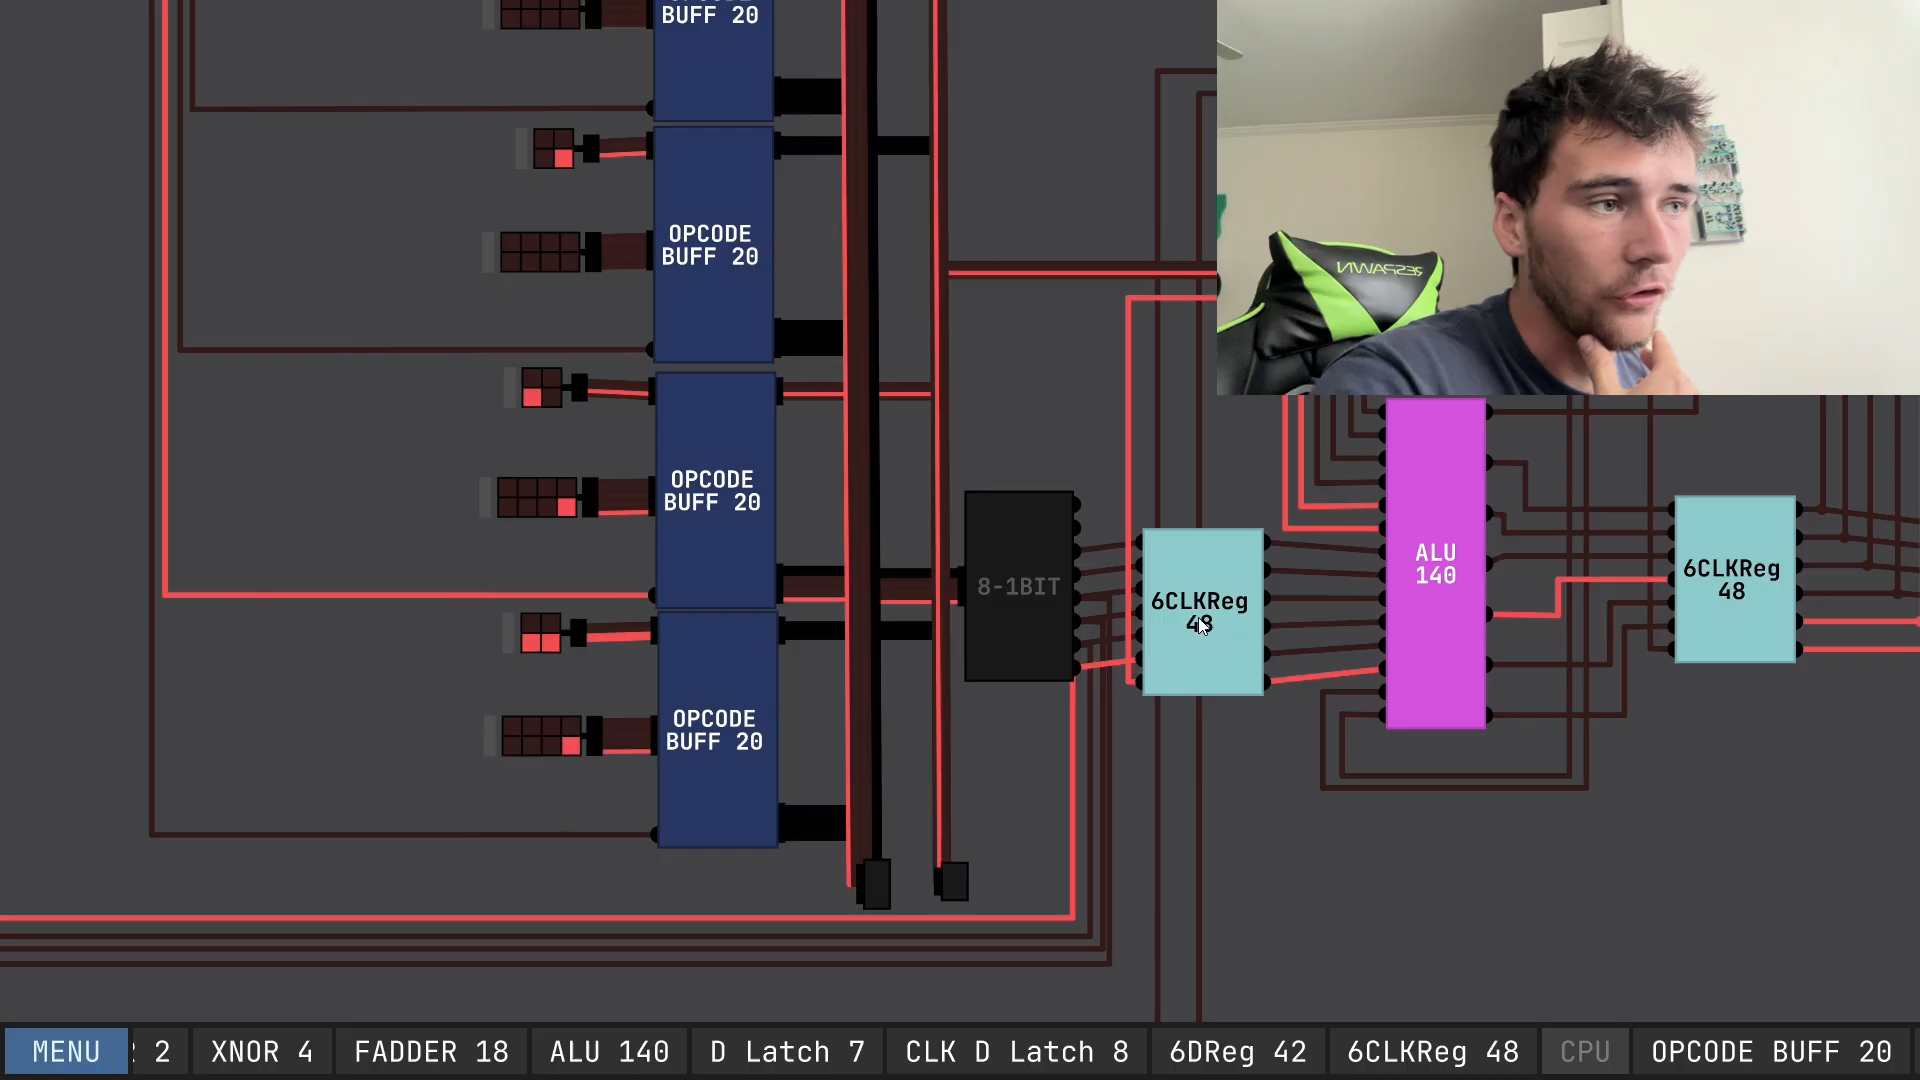 BUFF 20
OPCODE
BUFF 20
OPCODE
BUFF 20
OPCODE
BUFF 20
8-1BIT
6CLKReg
48
ALU
140
6CLKReg
48
RESPAWN
MENU
2
XNOR 4
FADDER 18
ALU 140
D Latch 7
CLK D Latch 8
6DReg 42
6CLKReg 48
CPU
OPCODE BUFF 20